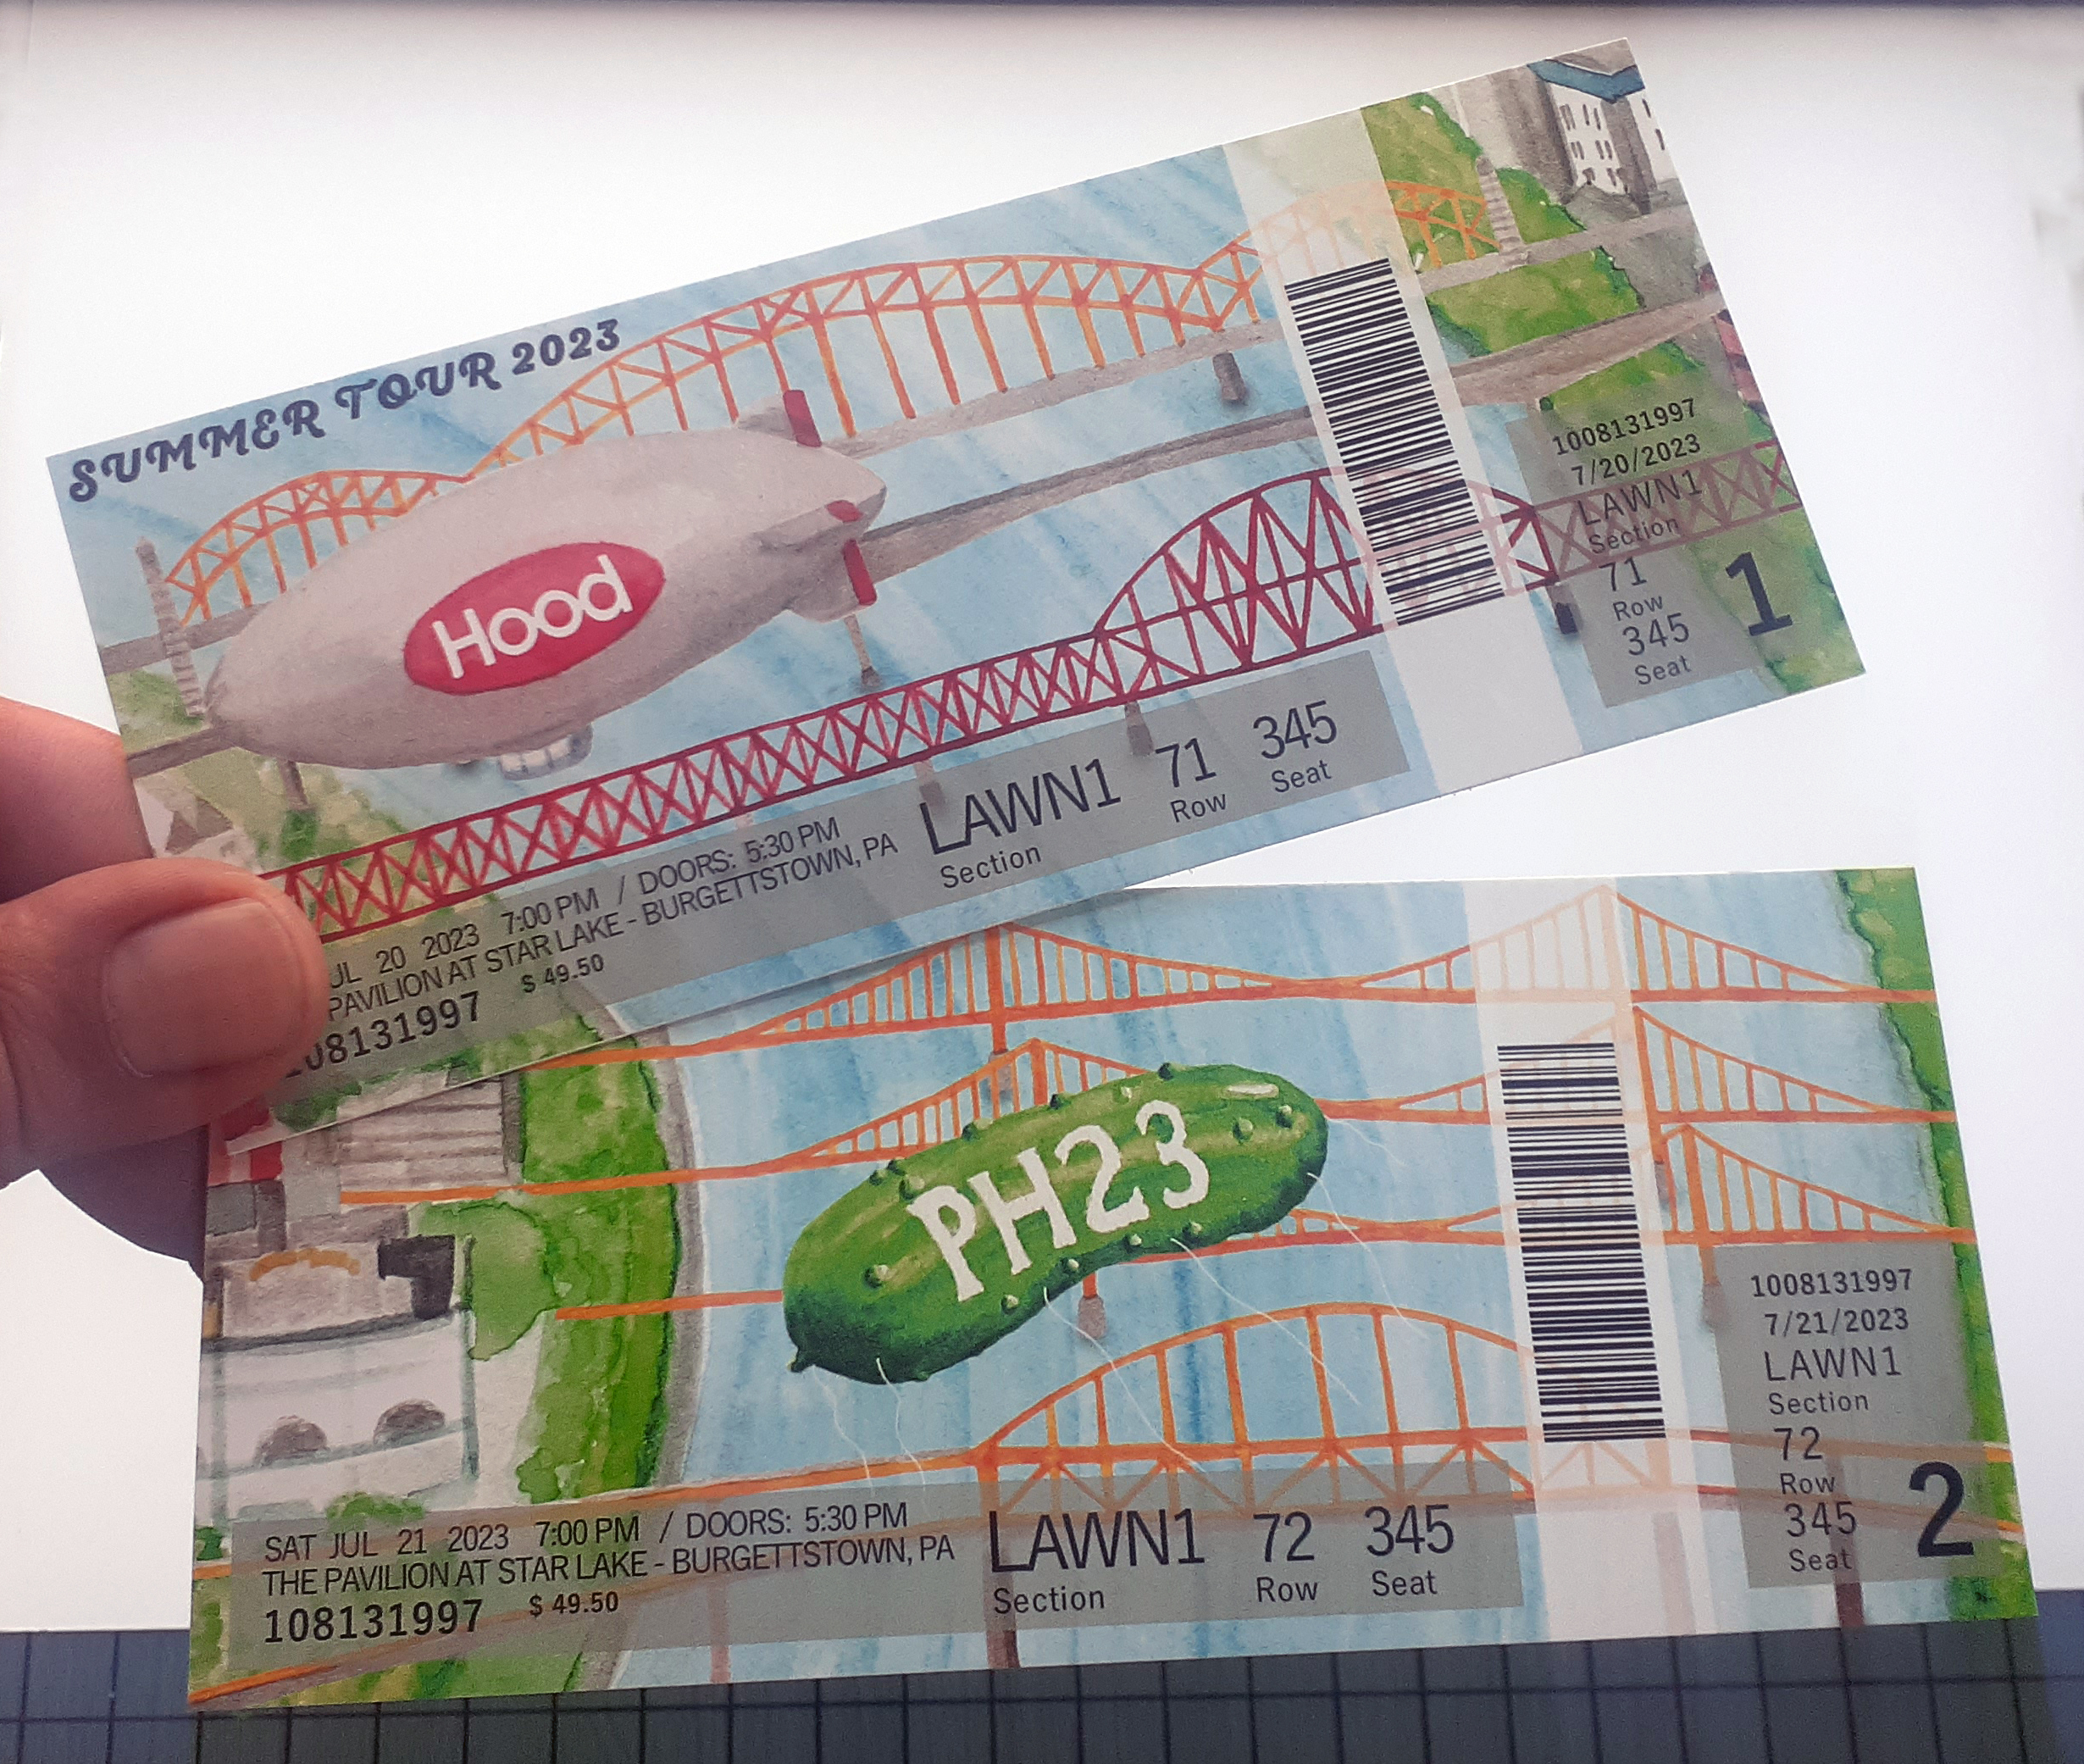 SUMMER TOUR 2023
Hood
JL 20 2023 7:00 PM / DOORS: 5:30 PM
PAVILION AT STAR LAKE - BURGETTSTOWN, PA
108131997 $ 49.50
LAWN1 71 345
Section Row Seat
1008131997
7/20/2023
LAWN1
Section
71
Row
345
Seat
1
PH23
SAT JUL 21 2023 7:00 PM / DOORS: 5:30 PM
THE PAVILION AT STAR LAKE - BURGETTSTOWN, PA
108131997 $ 49.50
LAWN1 72 345
Section Row Seat
1008131997
7/21/2023
LAWN1
Section
72
Row
345
Seat
2